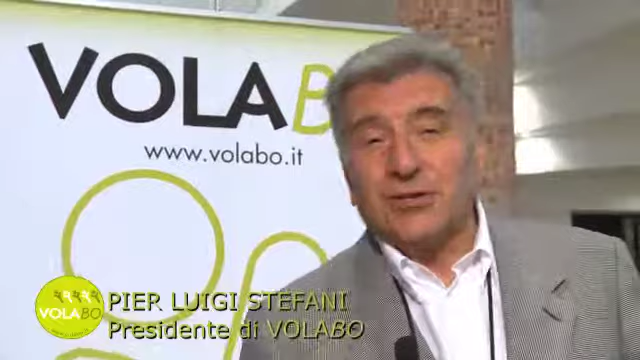 VOLABO
www.volabo.it
PIER LUIGI STEFANI
Presidente di VOLABO
VOLABO